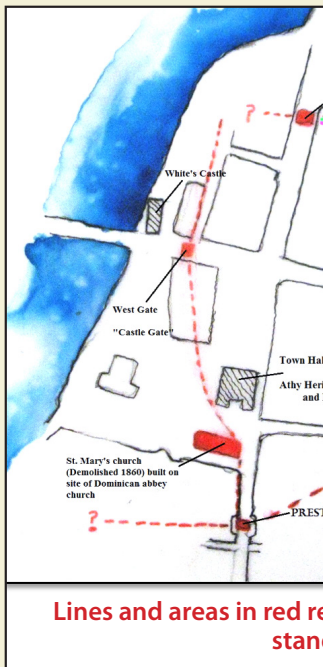 ?
White's Castle
West Gate
"Castle Gate"
Town Hal
Athy Heri
and
St. Mary's church
(Demolished 1860) built on
site of Dominican abbey
church
?
PREST
Lines and areas in red re
stand